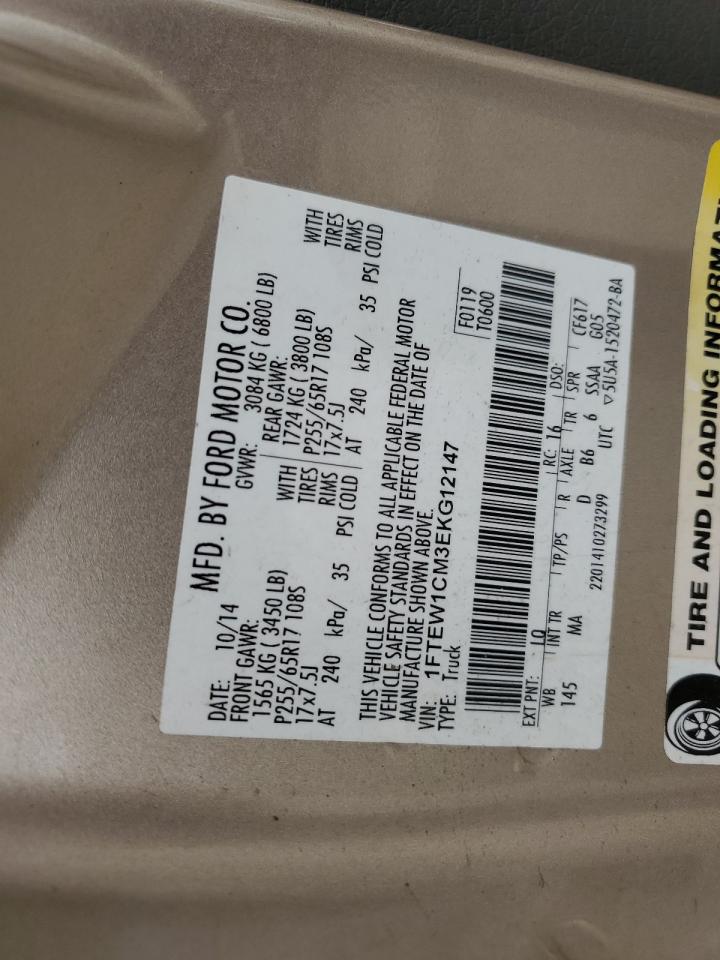 MFD. BY FORD MOTOR CO.
DATE: 10/14 GVWR: 3084 KG ( 6800 LB)
FRONT GAWR: REAR GAWR:
1565 KG ( 3450 LB) WITH 1724 KG ( 3800 LB) WITH
P255/65R17 108S TIRES P255/65R17 108S TIRES
17x7.5J RIMS 17x7.5J RIMS
AT 240 kPa/ 35 PSI COLD AT 240 kPa/ 35 PSI COLD
THIS VEHICLE CONFORMS TO ALL APPLICABLE FEDERAL MOTOR
VEHICLE SAFETY STANDARDS IN EFFECT ON THE DATE OF
MANUFACTURE SHOWN ABOVE.
VIN: 1FTEW1CM3EKG12147 F0119
TYPE: Truck T0600
EXT PNT: LQ RC: 16 DSO:
WB INT TR TP/PS R AXLE TR SPR CF617
145 MA D B6 6 SSAA G05
2201410273299 UTC ▽5U5A-1520472-BA
TIRE AND LOADING INFORMATI